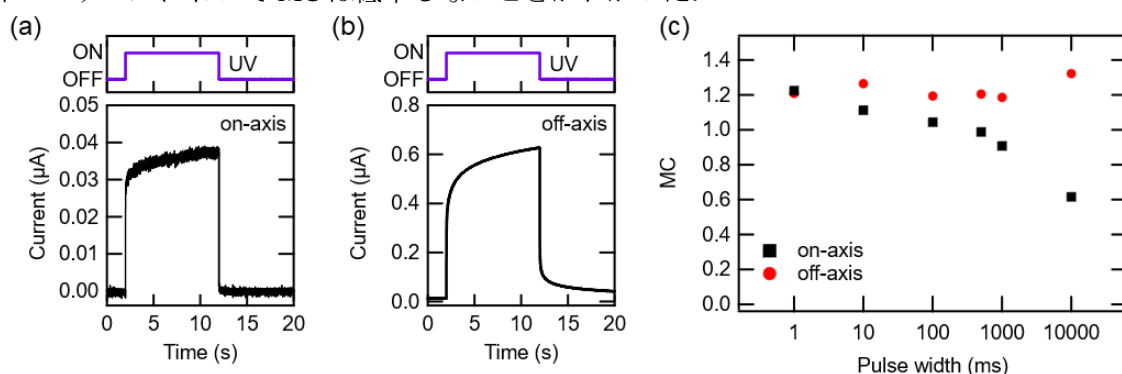 (a)
ON
OFF
UV
0.05
0.04
0.03
0.02
0.01
0.00
on-axis
Current (μA)
0 5 10 15 20
Time (s)
(b)
ON
OFF
UV
0.8
0.6
0.4
0.2
0.0
off-axis
Current (μA)
0 5 10 15 20
Time (s)
(c)
1.4
1.2
1.0
0.8
0.6
0.4
0.2
0.0
MC
on-axis
off-axis
1 10 100 1000 10000
Pulse width (ms)